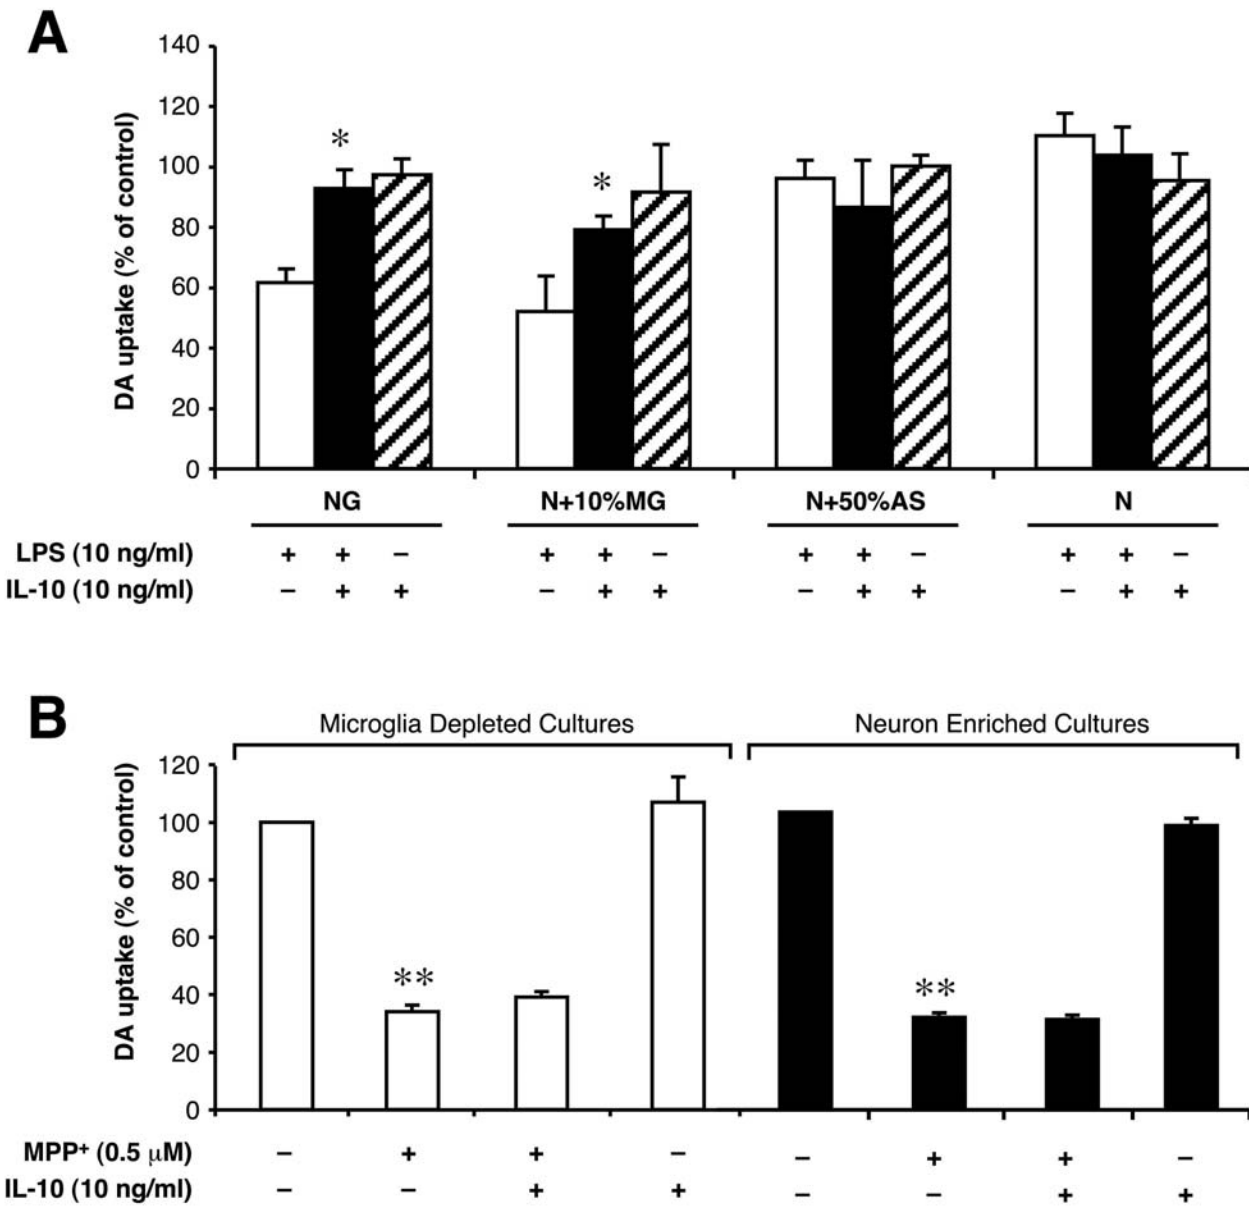 A
DA uptake (% of control)
140
120
100
80
60
40
20
0
*
*
NG N+10%MG N+50%AS N
LPS (10 ng/ml) + + – + + – + + – + + –
IL-10 (10 ng/ml) – + + – + + – + + – + +
B
Microglia Depleted Cultures Neuron Enriched Cultures
DA uptake (% of control)
120
100
80
60
40
20
0
** **
MPP⁺ (0.5 μM) – + + – – + + –
IL-10 (10 ng/ml) – – + + – – + +